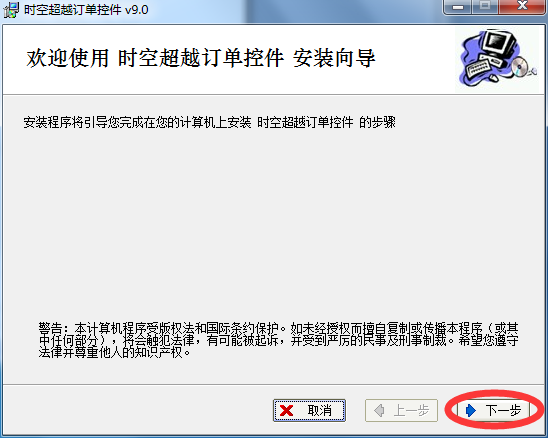 时空超越订单控件 v9.0
欢迎使用 时空超越订单控件 安装向导
安装程序将引导您完成在您的计算机上安装 时空超越订单控件 的步骤
警告：本计算机程序受版权法和国际条约保护。如未经授权而擅自复制或传播本程序（或其
中任何部分），将会触犯法律，有可能被起诉，并受到严厉的民事及刑事制裁。希望您遵守
法律并尊重他人的知识产权。
取消 上一步 下一步